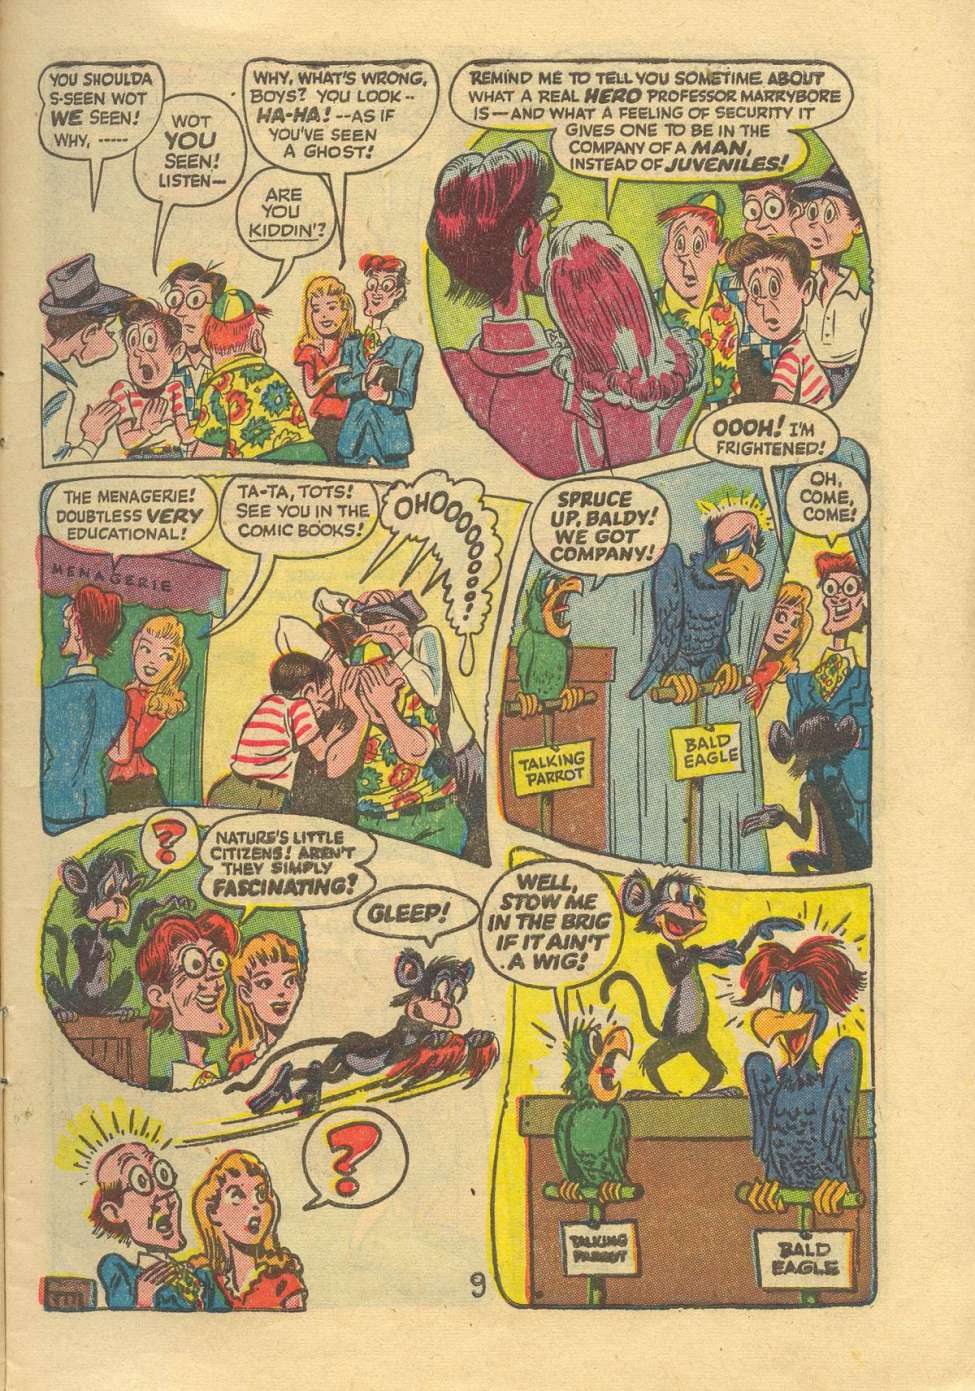 YOU SHOULDA
S-SEEN WOT
WE SEEN!
WHY, -----
WOT
YOU
SEEN!
LISTEN—
ARE
YOU
KIDDIN'?
WHY, WHAT'S WRONG,
BOYS? YOU LOOK--
HA-HA! --AS IF
YOU'VE SEEN
A GHOST!
REMIND ME TO TELL YOU SOMETIME ABOUT
WHAT A REAL HERO PROFESSOR MARRYBORE
IS—AND WHAT A FEELING OF SECURITY IT
GIVES ONE TO BE IN THE
COMPANY OF A MAN,
INSTEAD OF JUVENILES!
THE MENAGERIE!
DOUBTLESS VERY
EDUCATIONAL!
MENAGERIE
TA-TA, TOTS!
SEE YOU IN THE
COMIC BOOKS!
OHOOOOOOOO!
SPRUCE
UP, BALDY!
WE GOT
COMPANY!
OOOH! I'M
FRIGHTENED!
OH,
COME,
COME!
TALKING
PARROT
BALD
EAGLE
?
NATURE'S LITTLE
CITIZENS! AREN'T
THEY SIMPLY
FASCINATING?
GLEEP!
?
WELL,
STOW ME
IN THE BRIG
IF IT AIN'T
A WIG!
TALKING
PARROT
BALD
EAGLE
9